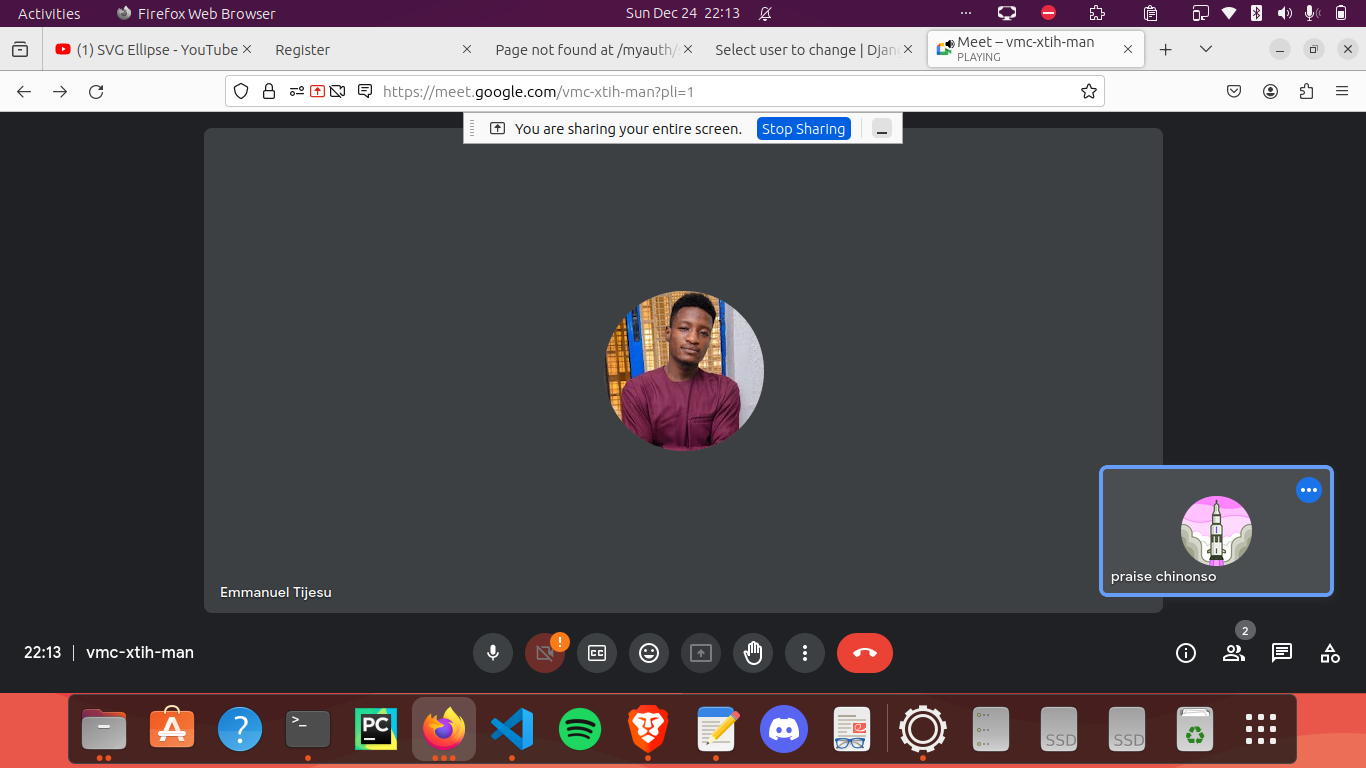 Activities
Firefox Web Browser
Sun Dec 24 22:13
(1) SVG Ellipse - YouTube
Register
Page not found at /myauth/
Select user to change | Djang
Meet – vmc-xtih-man
PLAYING
https://meet.google.com/vmc-xtih-man?pli=1
You are sharing your entire screen.
Stop Sharing
praise chinonso
Emmanuel Tijesu
2
22:13 | vmc-xtih-man
>_
PC
?
SSD
SSD